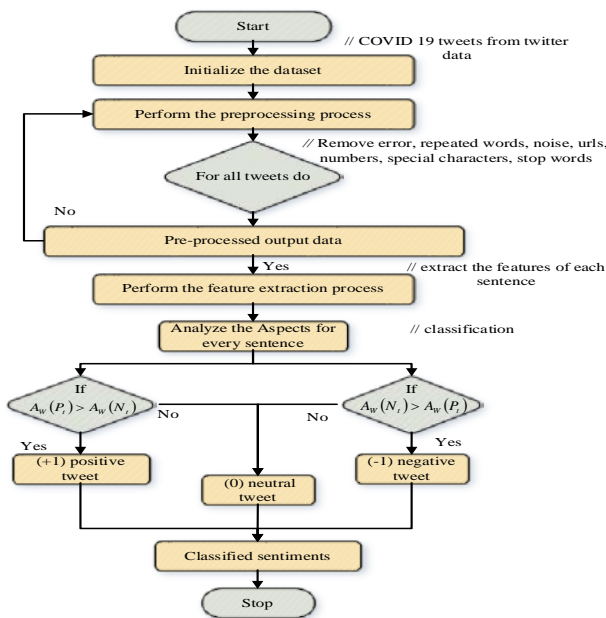 Start
// COVID 19 tweets from twitter
data
Initialize the dataset
Perform the preprocessing process
// Remove error, repeated words, noise, urls,
numbers, special characters, stop words
For all tweets do
No
Pre-processed output data
Yes
// extract the features of each
sentence
Perform the feature extraction process
Analyze the Aspects for
every sentence
// classification
If
A_W(P_t) > A_W(N_t)
No
Yes
If
A_W(N_t) > A_W(P_t)
No
Yes
(+1) positive
tweet
(0) neutral
tweet
(-1) negative
tweet
Classified sentiments
Stop